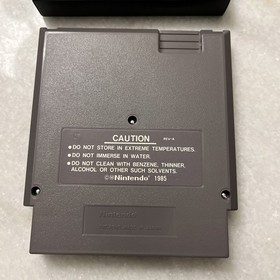 CAUTION REV-A
• DO NOT STORE IN EXTREME TEMPERATURES.
• DO NOT IMMERSE IN WATER.
• DO NOT CLEAN WITH BENZENE, THINNER,
ALCOHOL OR OTHER SUCH SOLVENTS.
©®Nintendo® 1985